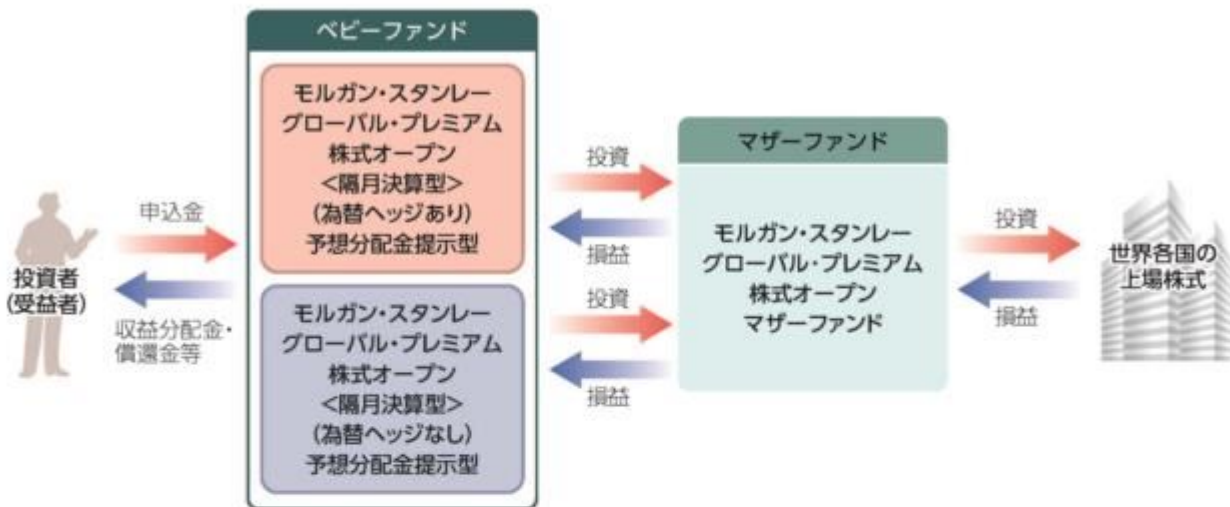 ベビーファンド
モルガン・スタンレー
グローバル・プレミアム
株式オープン
<隔月決算型>
(為替ヘッジあり)
予想分配金提示型
モルガン・スタンレー
グローバル・プレミアム
株式オープン
<隔月決算型>
(為替ヘッジなし)
予想分配金提示型
投資者
(受益者)
申込金
収益分配金・
償還金等
投資
損益
投資
損益
マザーファンド
モルガン・スタンレー
グローバル・プレミアム
株式オープン
マザーファンド
投資
損益
世界各国の
上場株式